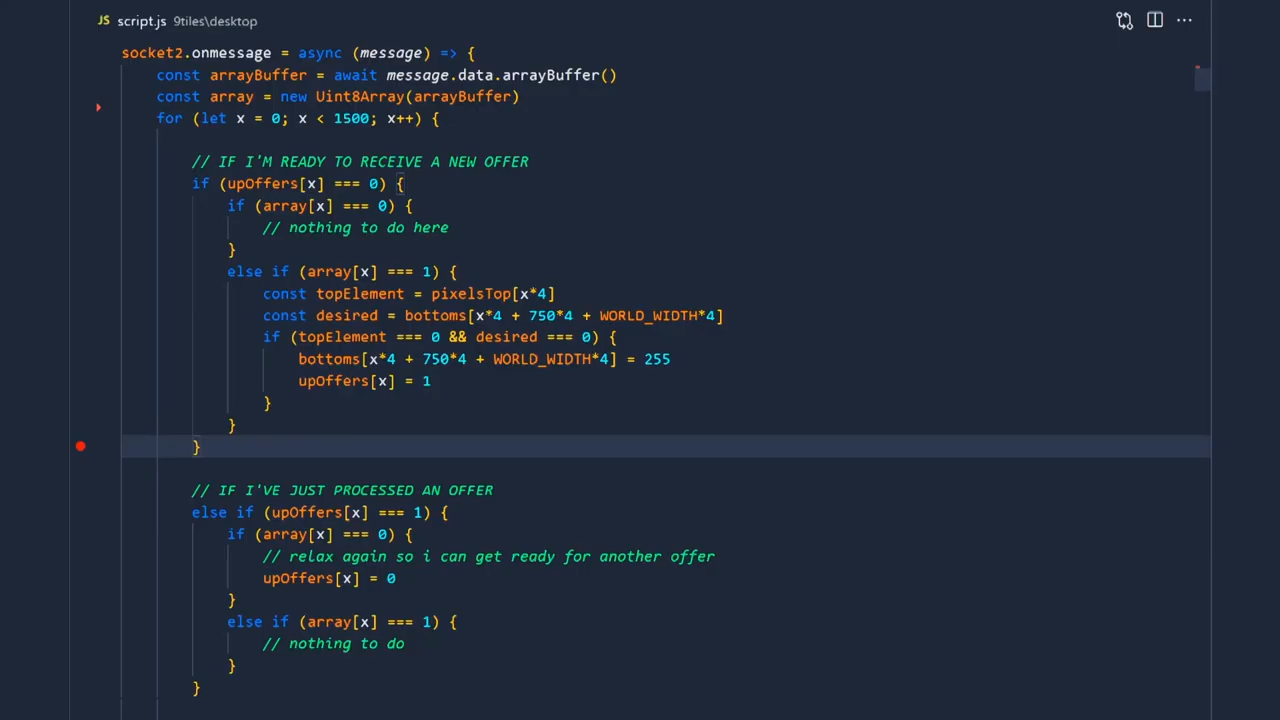 JS script.js 9tiles\desktop
socket2.onmessage = async (message) => {
const arrayBuffer = await message.data.arrayBuffer()
const array = new Uint8Array(arrayBuffer)
for (let x = 0; x < 1500; x++) {
// IF I'M READY TO RECEIVE A NEW OFFER
if (upOffers[x] === 0) {
if (array[x] === 0) {
// nothing to do here
}
else if (array[x] === 1) {
const topElement = pixelsTop[x*4]
const desired = bottoms[x*4 + 750*4 + WORLD_WIDTH*4]
if (topElement === 0 && desired === 0) {
bottoms[x*4 + 750*4 + WORLD_WIDTH*4] = 255
upOffers[x] = 1
}
}
}
// IF I'VE JUST PROCESSED AN OFFER
else if (upOffers[x] === 1) {
if (array[x] === 0) {
// relax again so i can get ready for another offer
upOffers[x] = 0
}
else if (array[x] === 1) {
// nothing to do
}
}